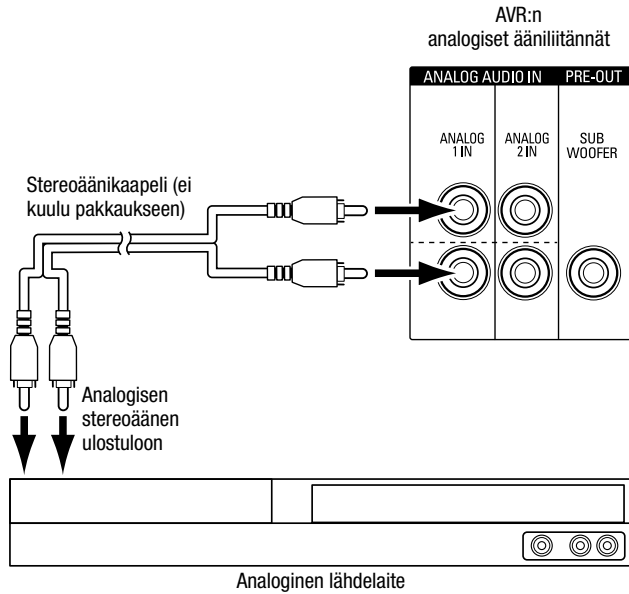 AVR:n
analogiset ääniliitännät
ANALOG AUDIO IN
PRE-OUT
ANALOG
1 IN
ANALOG
2 IN
SUB
WOOFER
Stereoäänikaapeli (ei
kuulu pakkaukseen)
Analogisen
stereoäänen
ulostuloon
Analoginen lähdelaite